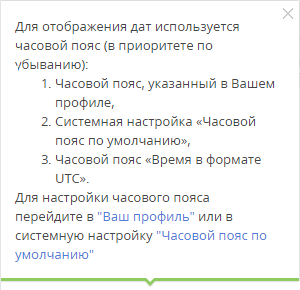 Для отображения дат используется
часовой пояс (в приоритете по
убыванию):
1. Часовой пояс, указанный в Вашем
профиле,
2. Системная настройка «Часовой
пояс по умолчанию»,
3. Часовой пояс «Время в формате
UTC».
Для настройки часового пояса
перейдите в "Ваш профиль" или в
системную настройку "Часовой пояс по
умолчанию"